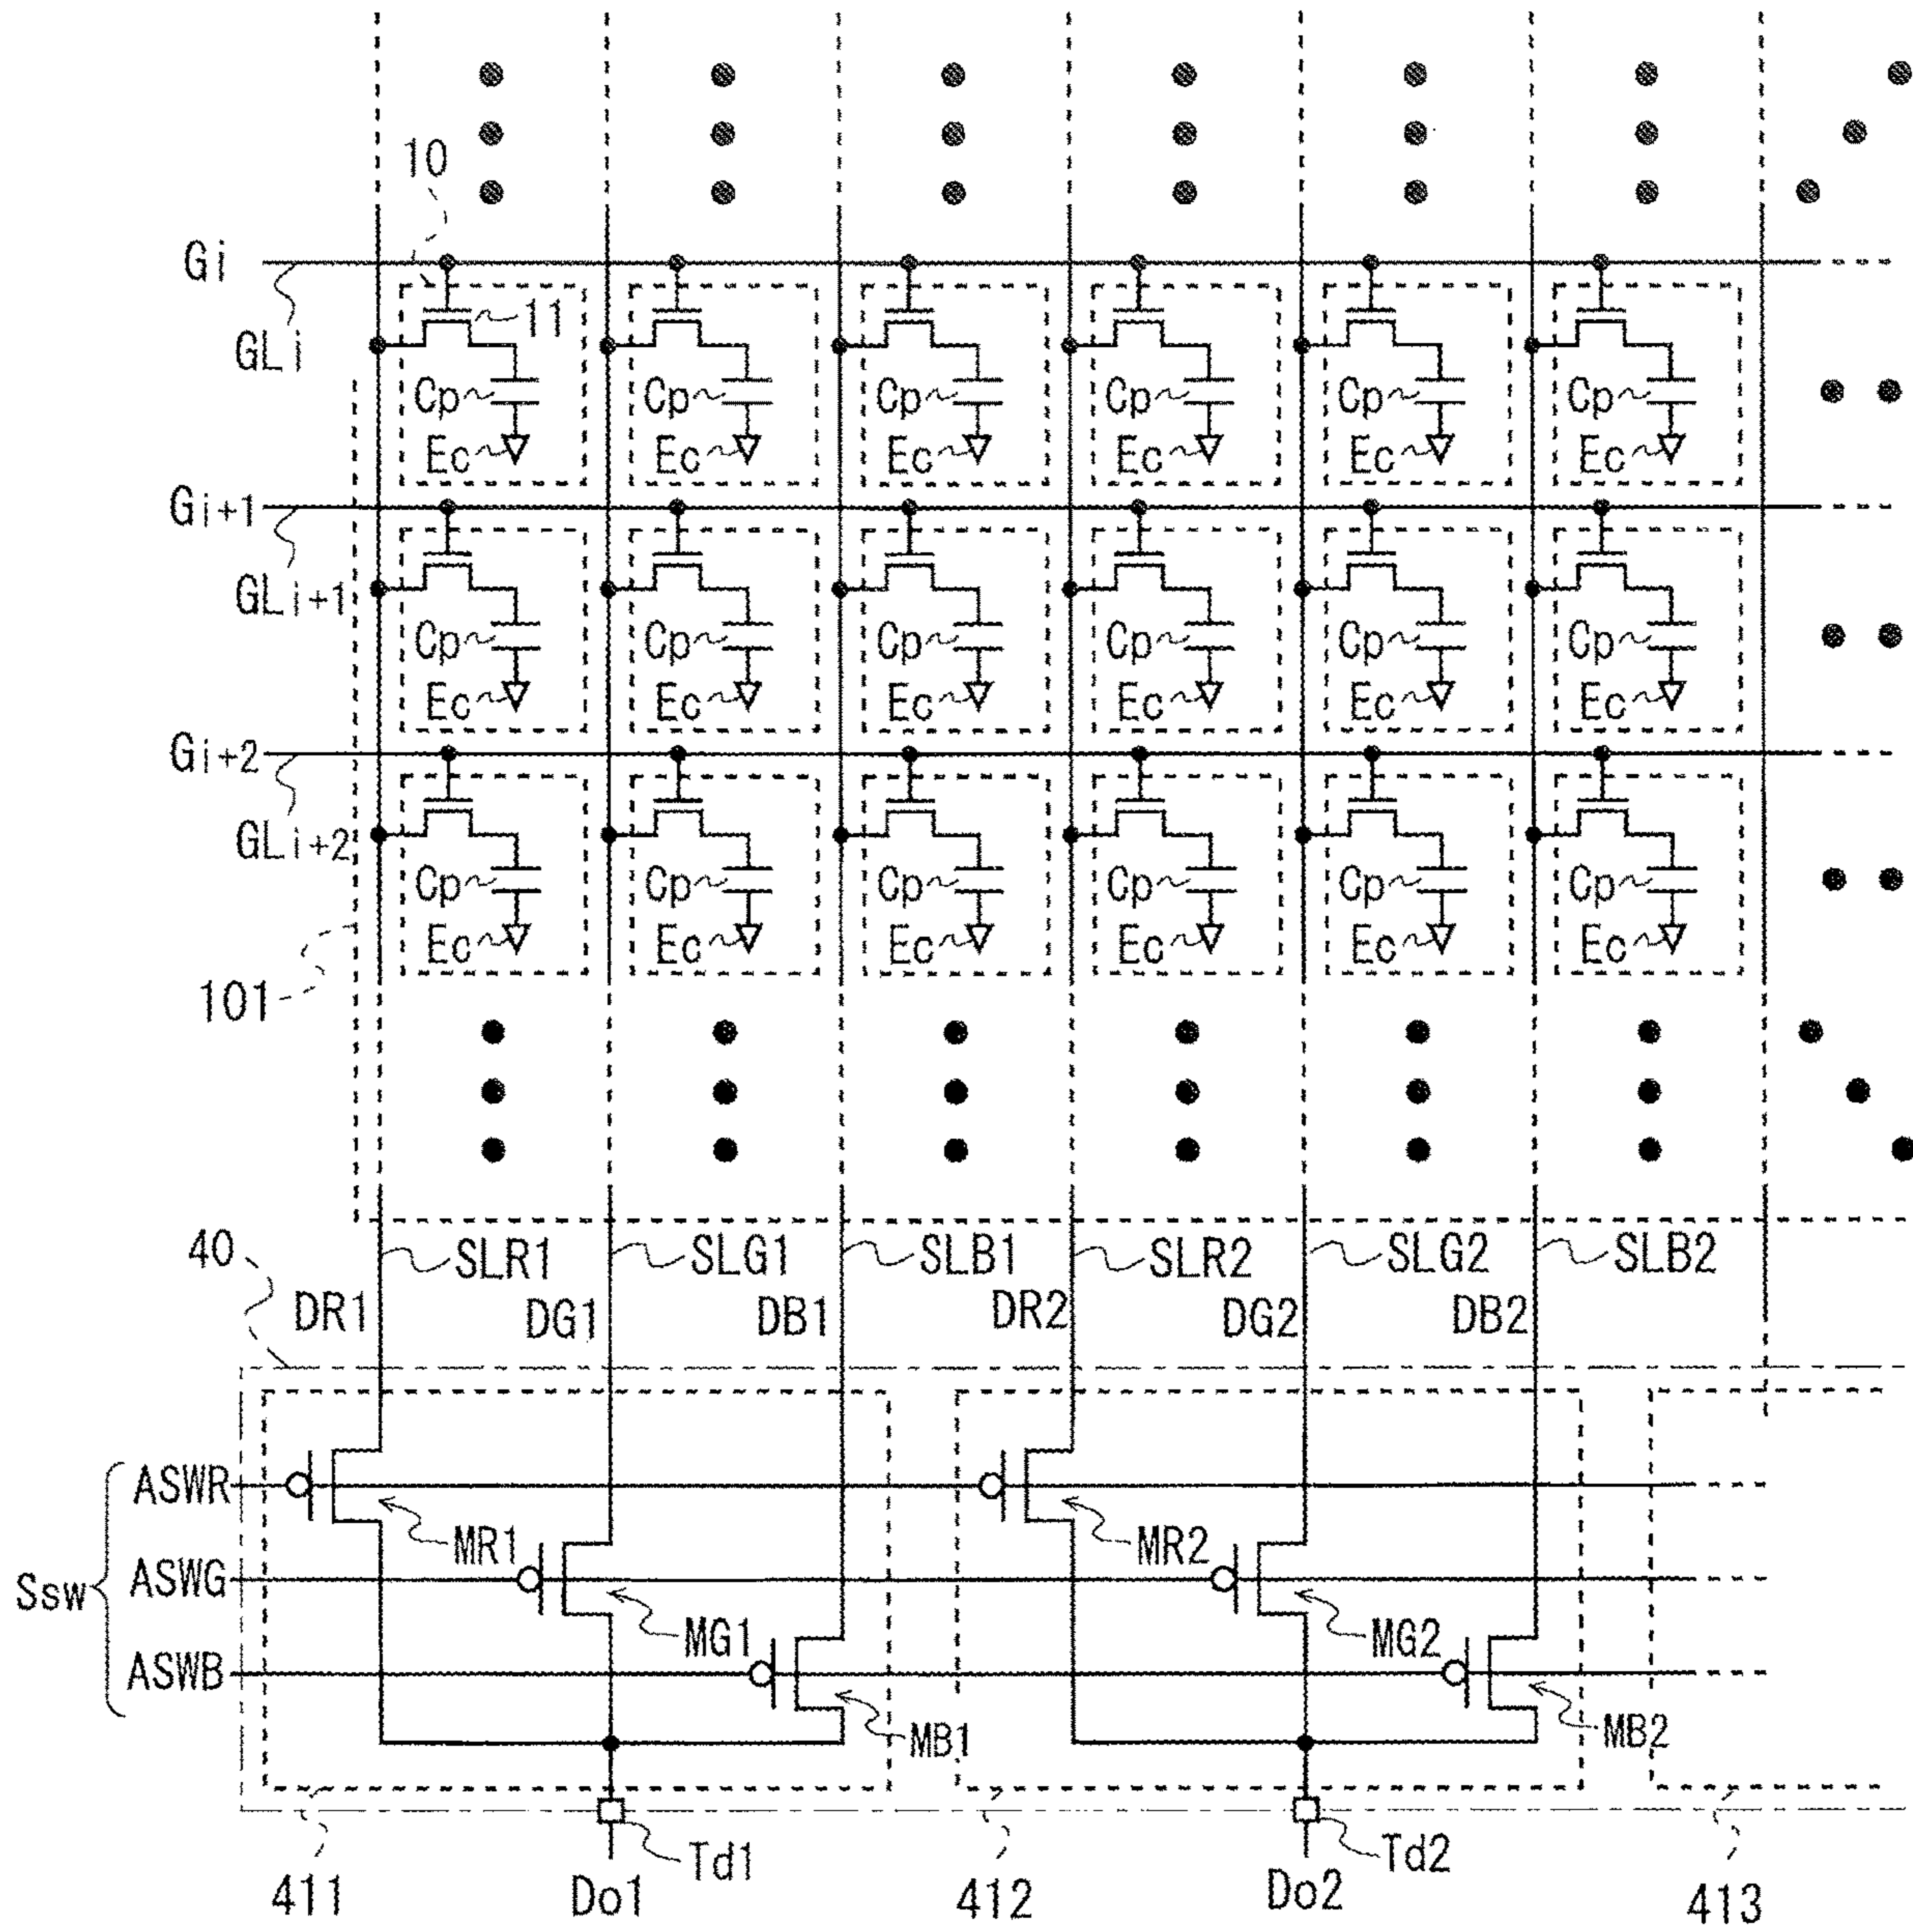 10
Gi
11
GLi
Cp Cp Cp Cp Cp Cp
Ec Ec Ec Ec Ec Ec
Gi+1
GLi+1
Cp Cp Cp Cp Cp Cp
Ec Ec Ec Ec Ec Ec
Gi+2
GLi+2
Cp Cp Cp Cp Cp Cp
Ec Ec Ec Ec Ec Ec
101
40 SLR1 SLG1 SLB1 SLR2 SLG2 SLB2
DR1 DG1 DB1 DR2 DG2 DB2
ASWR
MR1 MR2
Ssw ASWG
MG1 MG2
ASWB
MB1 MB2
Td1 Td2
411 Do1 412 Do2 413